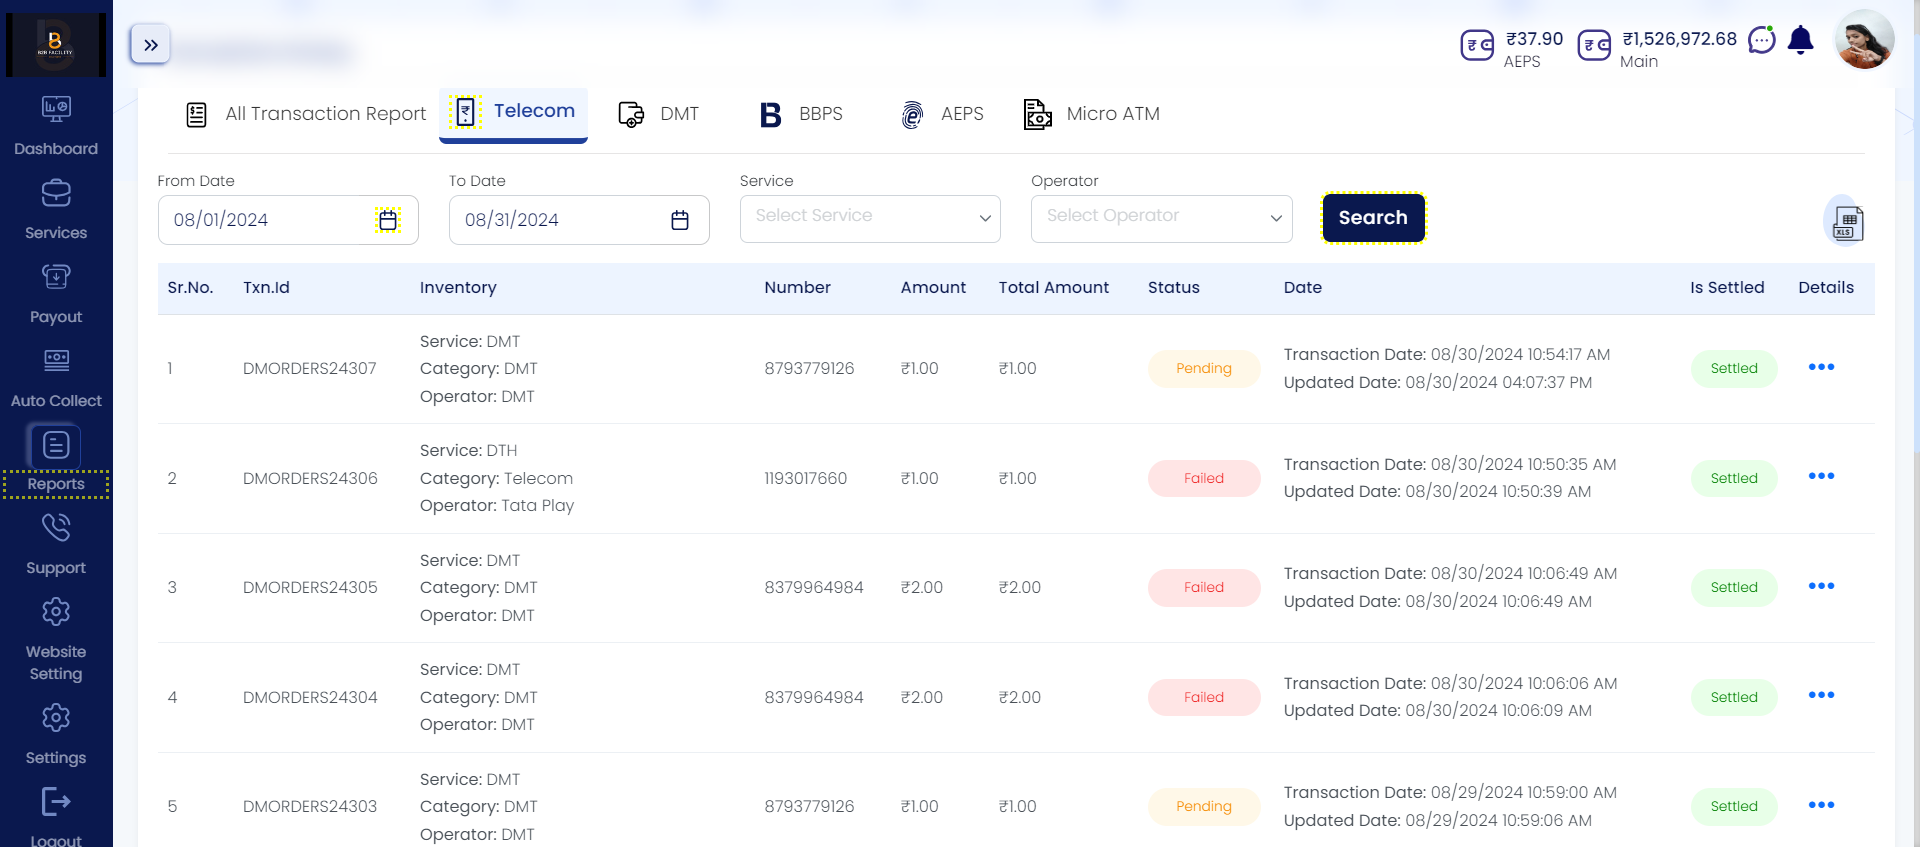 B2B FACILITY
₹37.90
AEPS
₹1,526,972.68
Main
Dashboard
Services
Payout
Auto Collect
Reports
Support
Website
Setting
Settings
Logout
All Transaction Report
Telecom
DMT
BBPS
AEPS
Micro ATM
From Date
To Date
Service
Operator
08/01/2024
08/31/2024
Select Service
Select Operator
Search
XLS
Sr.No. Txn.Id Inventory Number Amount Total Amount Status Date Is Settled Details
Service: DMT
1 DMORDERS24307 Category: DMT 8793779126 ₹1.00 ₹1.00 Pending Transaction Date: 08/30/2024 10:54:17 AM Settled
Operator: DMT Updated Date: 08/30/2024 04:07:37 PM
Service: DTH
2 DMORDERS24306 Category: Telecom 1193017660 ₹1.00 ₹1.00 Failed Transaction Date: 08/30/2024 10:50:35 AM Settled
Operator: Tata Play Updated Date: 08/30/2024 10:50:39 AM
Service: DMT
3 DMORDERS24305 Category: DMT 8379964984 ₹2.00 ₹2.00 Failed Transaction Date: 08/30/2024 10:06:49 AM Settled
Operator: DMT Updated Date: 08/30/2024 10:06:49 AM
Service: DMT
4 DMORDERS24304 Category: DMT 8379964984 ₹2.00 ₹2.00 Failed Transaction Date: 08/30/2024 10:06:06 AM Settled
Operator: DMT Updated Date: 08/30/2024 10:06:09 AM
Service: DMT
5 DMORDERS24303 Category: DMT 8793779126 ₹1.00 ₹1.00 Pending Transaction Date: 08/29/2024 10:59:00 AM Settled
Operator: DMT Updated Date: 08/29/2024 10:59:06 AM